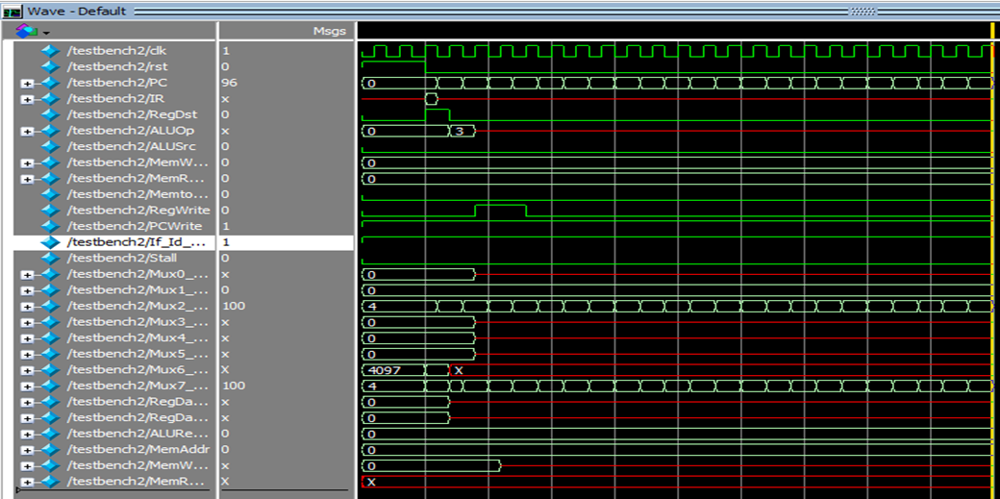 Wave - Default
Msgs
/testbench2/clk 1
/testbench2/rst 0
/testbench2/PC 96 0
/testbench2/IR x
/testbench2/RegDst 0
/testbench2/ALUOp x 0 3
/testbench2/ALUSrc 0
/testbench2/MemW... 0 0
/testbench2/MemR... 0 0
/testbench2/Memto... 0
/testbench2/RegWrite 0
/testbench2/PCWrite 1
/testbench2/If_Id_... 1
/testbench2/Stall 0
/testbench2/Mux0_... x 0
/testbench2/Mux1_... 0 0
/testbench2/Mux2_... 100 4
/testbench2/Mux3_... x 0
/testbench2/Mux4_... x 0
/testbench2/Mux5_... x 0
/testbench2/Mux6_... X 4097 X
/testbench2/Mux7_... 100 4
/testbench2/RegDa... x 0
/testbench2/RegDa... x 0
/testbench2/ALURe... 0 0
/testbench2/MemAddr 0 0
/testbench2/MemW... x 0
/testbench2/MemR... X X